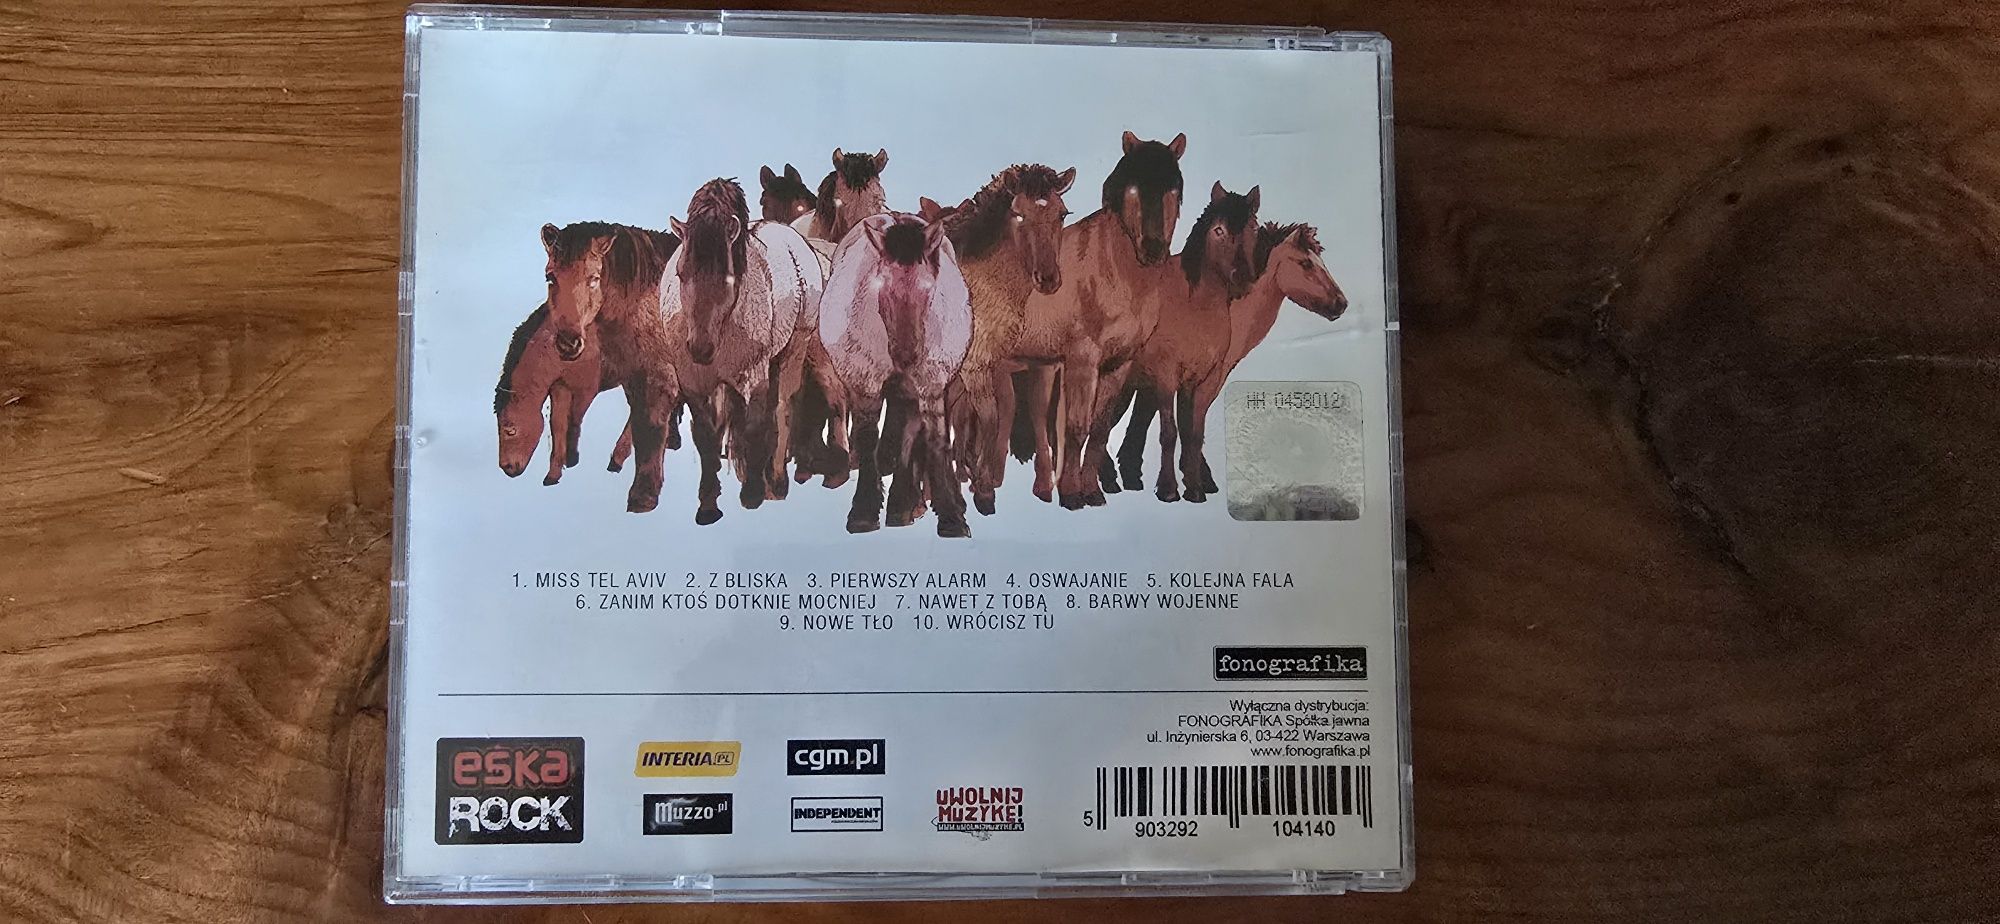 HH 0458012
1. MISS TEL AVIV 2. Z BLISKA 3. PIERWSZY ALARM 4. OSWAJANIE 5. KOLEJNA FALA
6. ZANIM KTOŚ DOTKNIE MOCNIEJ 7. NAWET Z TOBĄ 8. BARWY WOJENNE
9. NOWE TŁO 10. WRÓCISZ TU
fonografika
Wyłączna dystrybucja:
FONOGRAFIKA Spółka jawna
ul. Inżynierska 6, 03-422 Warszawa
www.fonografika.pl
eska
ROCK
INTERIA.PL
cgm.pl
Muzzo.pl
INDEPENDENT
UWOLNIJ
MUZYKĘ!
WWW.UWOLNIJMUZYKE.PL
5 903292 104140